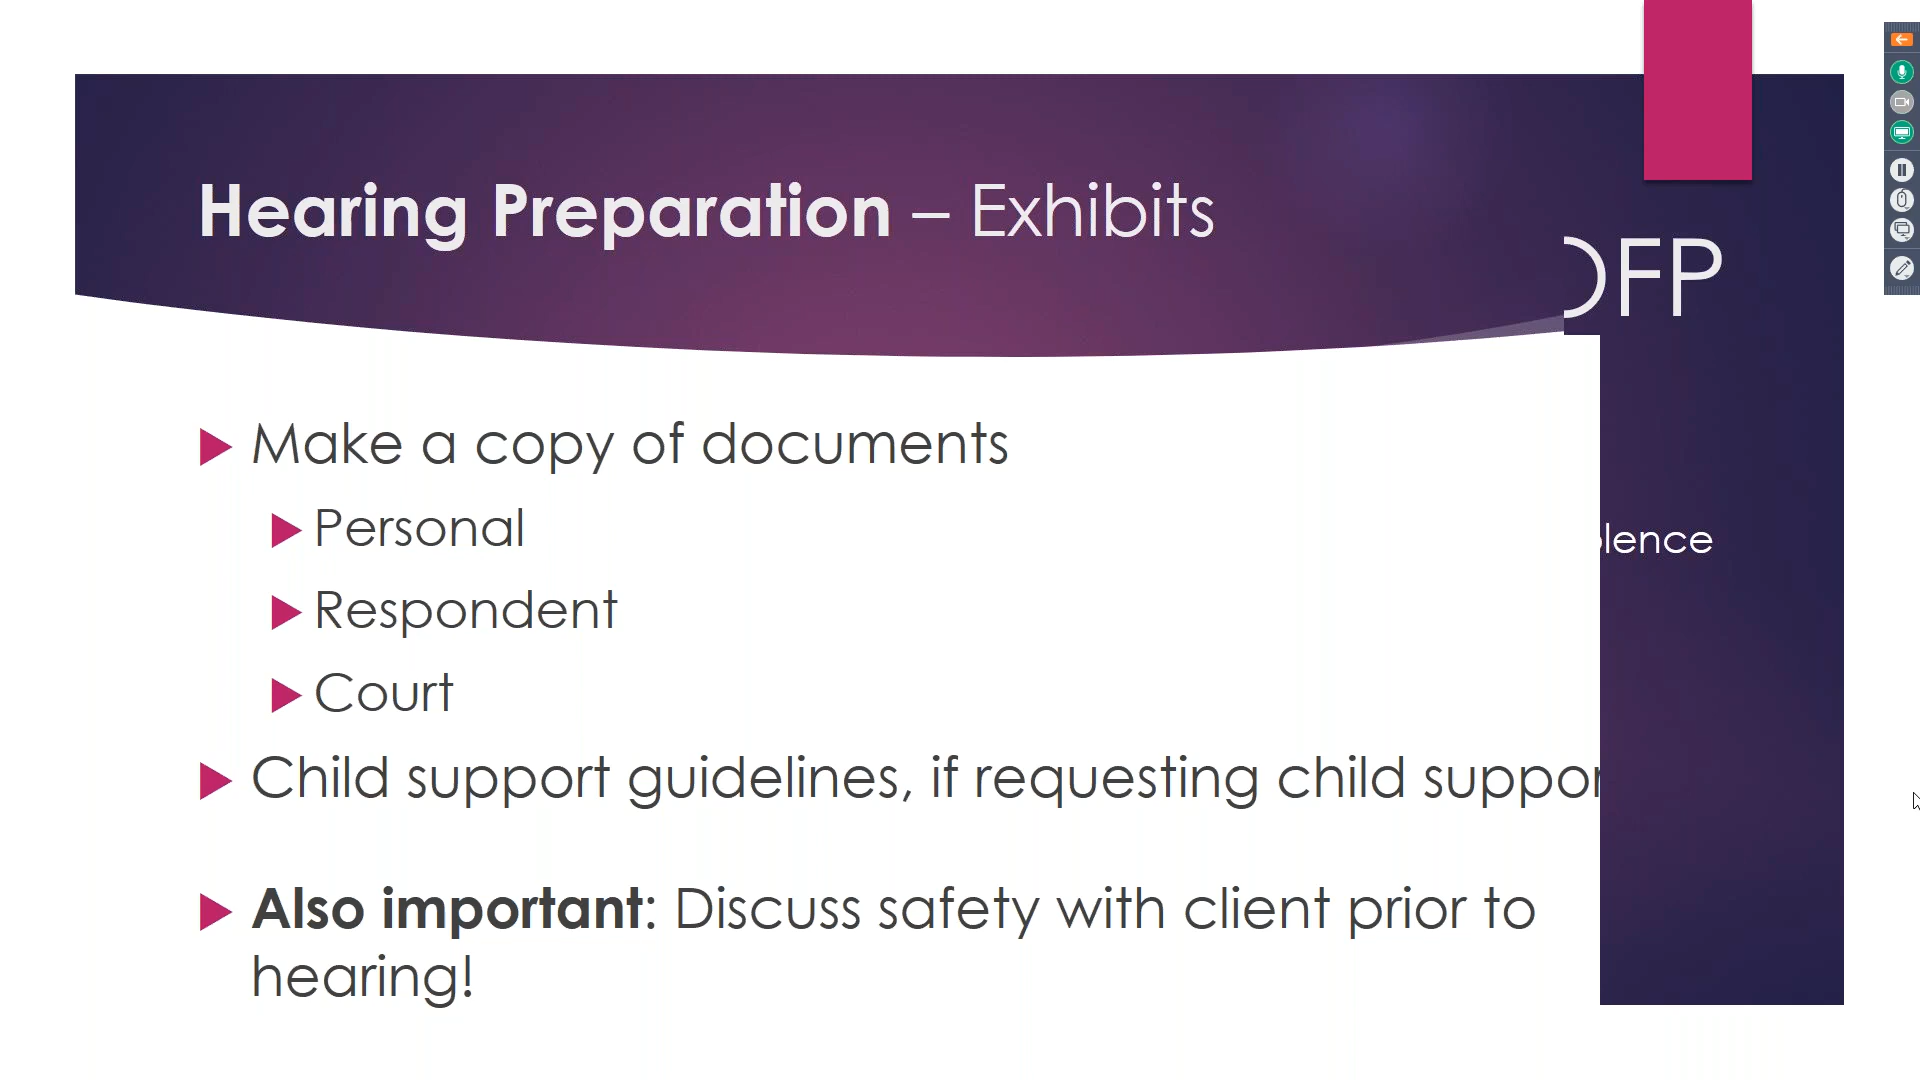 Hearing Preparation – Exhibits
OFP
Make a copy of documents
Personal
lence
Respondent
Court
Child support guidelines, if requesting child suppor
Also important: Discuss safety with client prior to
hearing!